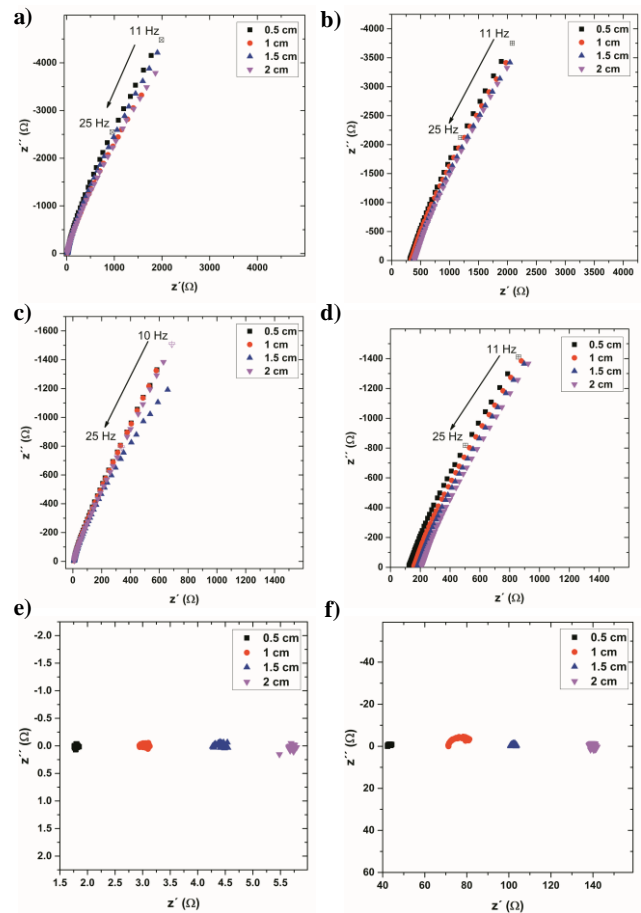 a)
11 Hz
25 Hz
0.5 cm
1 cm
1.5 cm
2 cm
-4000
-3000
-2000
-1000
0
z´´ (Ω)
0 1000 2000 3000 4000
z´ (Ω)
b)
11 Hz
25 Hz
0.5 cm
1 cm
1.5 cm
2 cm
-4000
-3500
-3000
-2500
-2000
-1500
-1000
-500
0
z´´ (Ω)
0 500 1000 1500 2000 2500 3000 3500 4000
z´ (Ω)
c)
10 Hz
25 Hz
0.5 cm
1 cm
1.5 cm
2 cm
-1600
-1400
-1200
-1000
-800
-600
-400
-200
0
z´´ (Ω)
0 200 400 600 800 1000 1200 1400 1600
z´ (Ω)
d)
11 Hz
25 Hz
0.5 cm
1 cm
1.5 cm
2 cm
-1400
-1200
-1000
-800
-600
-400
-200
0
z´´ (Ω)
0 200 400 600 800 1000 1200 1400 1600
z´ (Ω)
e)
0.5 cm
1 cm
1.5 cm
2 cm
-2.0
-1.5
-1.0
-0.5
0.0
0.5
1.0
1.5
2.0
z´´ (Ω)
1.5 2.0 2.5 3.0 3.5 4.0 4.5 5.0 5.5
z´ (Ω)
f)
0.5 cm
1 cm
1.5 cm
2 cm
-40
-20
0
20
40
60
z´´ (Ω)
40 60 80 100 120 140
z´ (Ω)